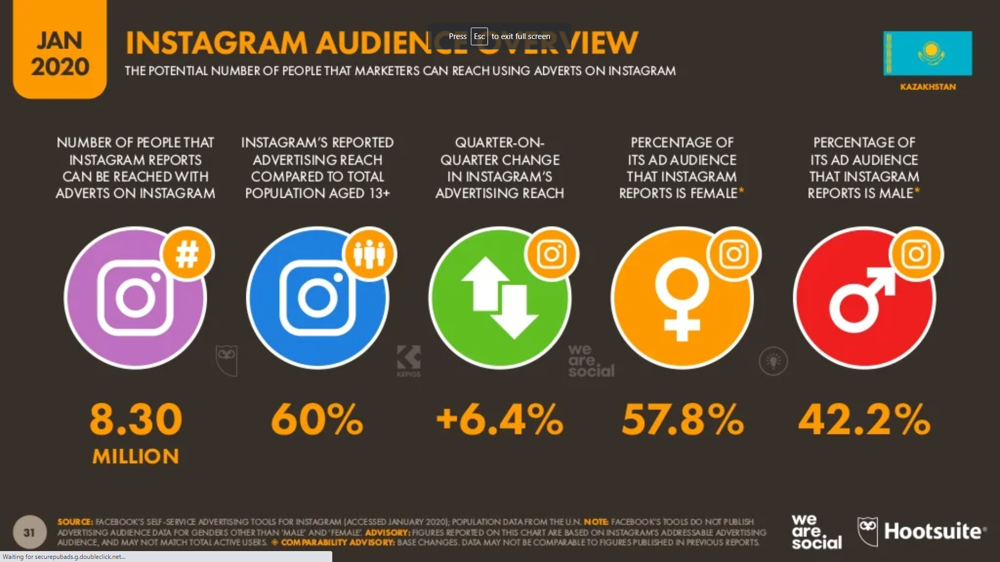 JAN
2020
INSTAGRAM AUDIENCE OVERVIEW
Press Esc to exit full screen
THE POTENTIAL NUMBER OF PEOPLE THAT MARKETERS CAN REACH USING ADVERTS ON INSTAGRAM
KAZAKHSTAN
NUMBER OF PEOPLE THAT
INSTAGRAM REPORTS
CAN BE REACHED WITH
ADVERTS ON INSTAGRAM
INSTAGRAM'S REPORTED
ADVERTISING REACH
COMPARED TO TOTAL
POPULATION AGED 13+
QUARTER-ON-
QUARTER CHANGE
IN INSTAGRAM'S
ADVERTISING REACH
PERCENTAGE OF
ITS AD AUDIENCE
THAT INSTAGRAM
REPORTS IS FEMALE*
PERCENTAGE OF
ITS AD AUDIENCE
THAT INSTAGRAM
REPORTS IS MALE*
#
KEPIOS
we
are
social
8.30
MILLION
60%
+6.4%
57.8%
42.2%
31
SOURCE: FACEBOOK'S SELF-SERVICE ADVERTISING TOOLS FOR INSTAGRAM (ACCESSED JANUARY 2020); POPULATION DATA FROM THE U.N. NOTE: FACEBOOK'S TOOLS DO NOT PUBLISH
ADVERTISING AUDIENCE DATA FOR GENDERS OTHER THAN 'MALE' AND 'FEMALE'. ADVISORY: FIGURES REPORTED ON THIS CHART ARE BASED ON INSTAGRAM'S ADDRESSABLE ADVERTISING
AUDIENCE, AND MAY NOT MATCH TOTAL ACTIVE USERS. ◈ COMPARABILITY ADVISORY: BASE CHANGES. DATA MAY NOT BE COMPARABLE TO FIGURES PUBLISHED IN PREVIOUS REPORTS.
we
are
social
Hootsuite®
Waiting for securepubads.g.doubleclick.net...